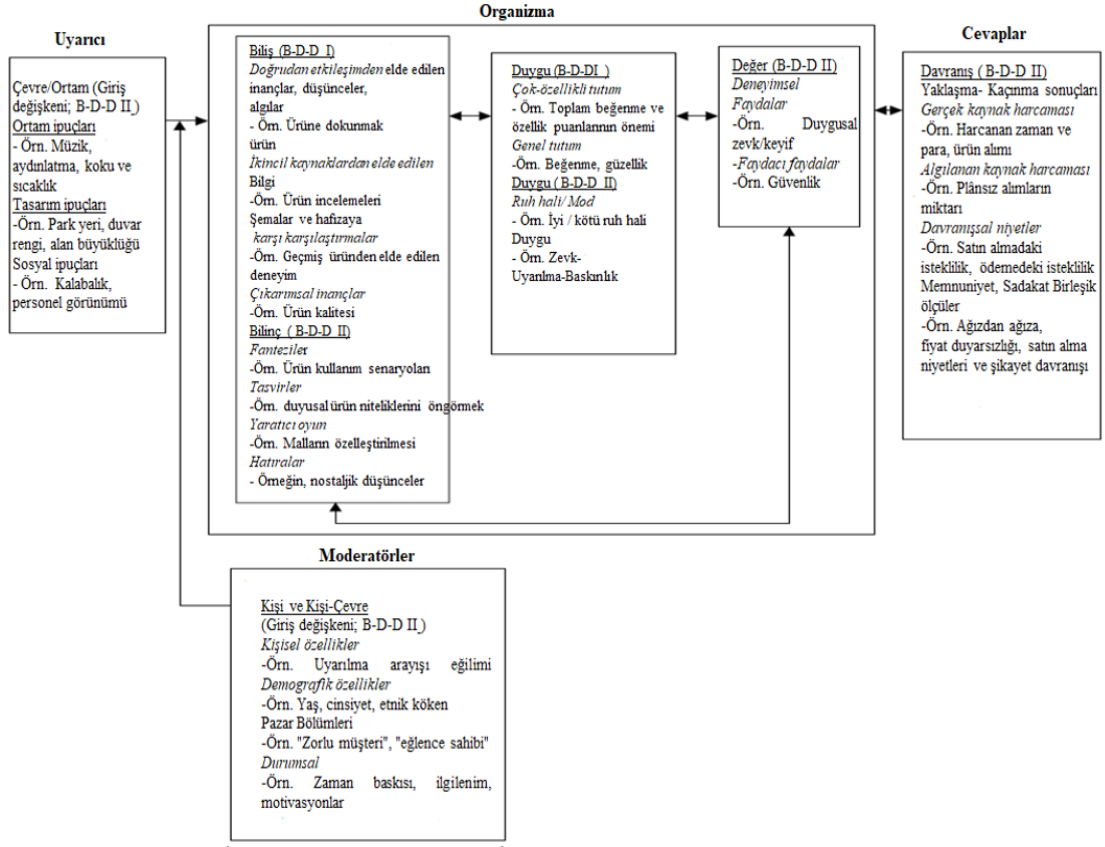 Organizma
Uyarıcı
Çevre/Ortam (Giriş
değişkeni; B-D-D II )
Ortam ipuçları
- Örn. Müzik,
aydınlatma, koku ve
sıcaklık
Tasarım ipuçları
-Örn. Park yeri, duvar
rengi, alan büyüklüğü
Sosyal ipuçları
- Örn. Kalabalık,
personel görünümü
Biliş (B-D-D I)
Doğrudan etkileşimden elde edilen
inançlar, düşünceler,
algılar
- Örn. Ürüne dokunmak
ürün
İkincil kaynaklardan elde edilen
Bilgi
-Örn. Ürün incelemeleri
Şemalar ve hafızaya
karşı karşılaştırmalar
-Örn. Geçmiş üründen elde edilen
deneyim
Çıkarımsal inançlar
-Örn. Ürün kalitesi
Bilinç ( B-D-D II)
Fanteziler
-Örn. Ürün kullanım senaryoları
Tasvirler
-Örn. duyusal ürün niteliklerini öngörmek
Yaratıcı oyun
-Örn. Malların özelleştirilmesi
Hatıralar
- Örneğin, nostaljik düşünceler
Duygu (B-D-DI )
Çok-özellikli tutum
- Örn. Toplam beğenme ve
özellik puanlarının önemi
Genel tutum
-Örn. Beğenme, güzellik
Duygu (B-D-D II)
Ruh hali/ Mod
- Örn. İyi / kötü ruh hali
Duygu
- Örn. Zevk-
Uyarılma-Baskınlık
Değer (B-D-D II)
Deneyimsel
Faydalar
-Örn. Duygusal
zevk/keyif
-Faydacı faydalar
-Örn. Güvenlik
Cevaplar
Davranış ( B-D-D II)
Yaklaşma- Kaçınma sonuçları
Gerçek kaynak harcaması
-Örn. Harcanan zaman ve
para, ürün alımı
Algılanan kaynak harcaması
-Örn. Plânsız alımların
miktarı
Davranışsal niyetler
-Örn. Satın almadaki
isteklilik, ödemedeki isteklilik
Memnuniyet, Sadakat Birleşik
ölçüler
-Örn. Ağızdan ağıza,
fiyat duyarsızlığı, satın alma
niyetleri ve şikayet davranışı
Moderatörler
Kişi ve Kişi-Çevre
(Giriş değişkeni; B-D-D II )
Kişisel özellikler
-Örn. Uyarılma arayışı eğilimi
Demografik özellikler
-Örn. Yaş, cinsiyet, etnik köken
Pazar Bölümleri
-Örn. "Zorlu müşteri", "eğlence sahibi"
Durumsal
-Örn. Zaman baskısı, ilgilenim,
motivasyonlar